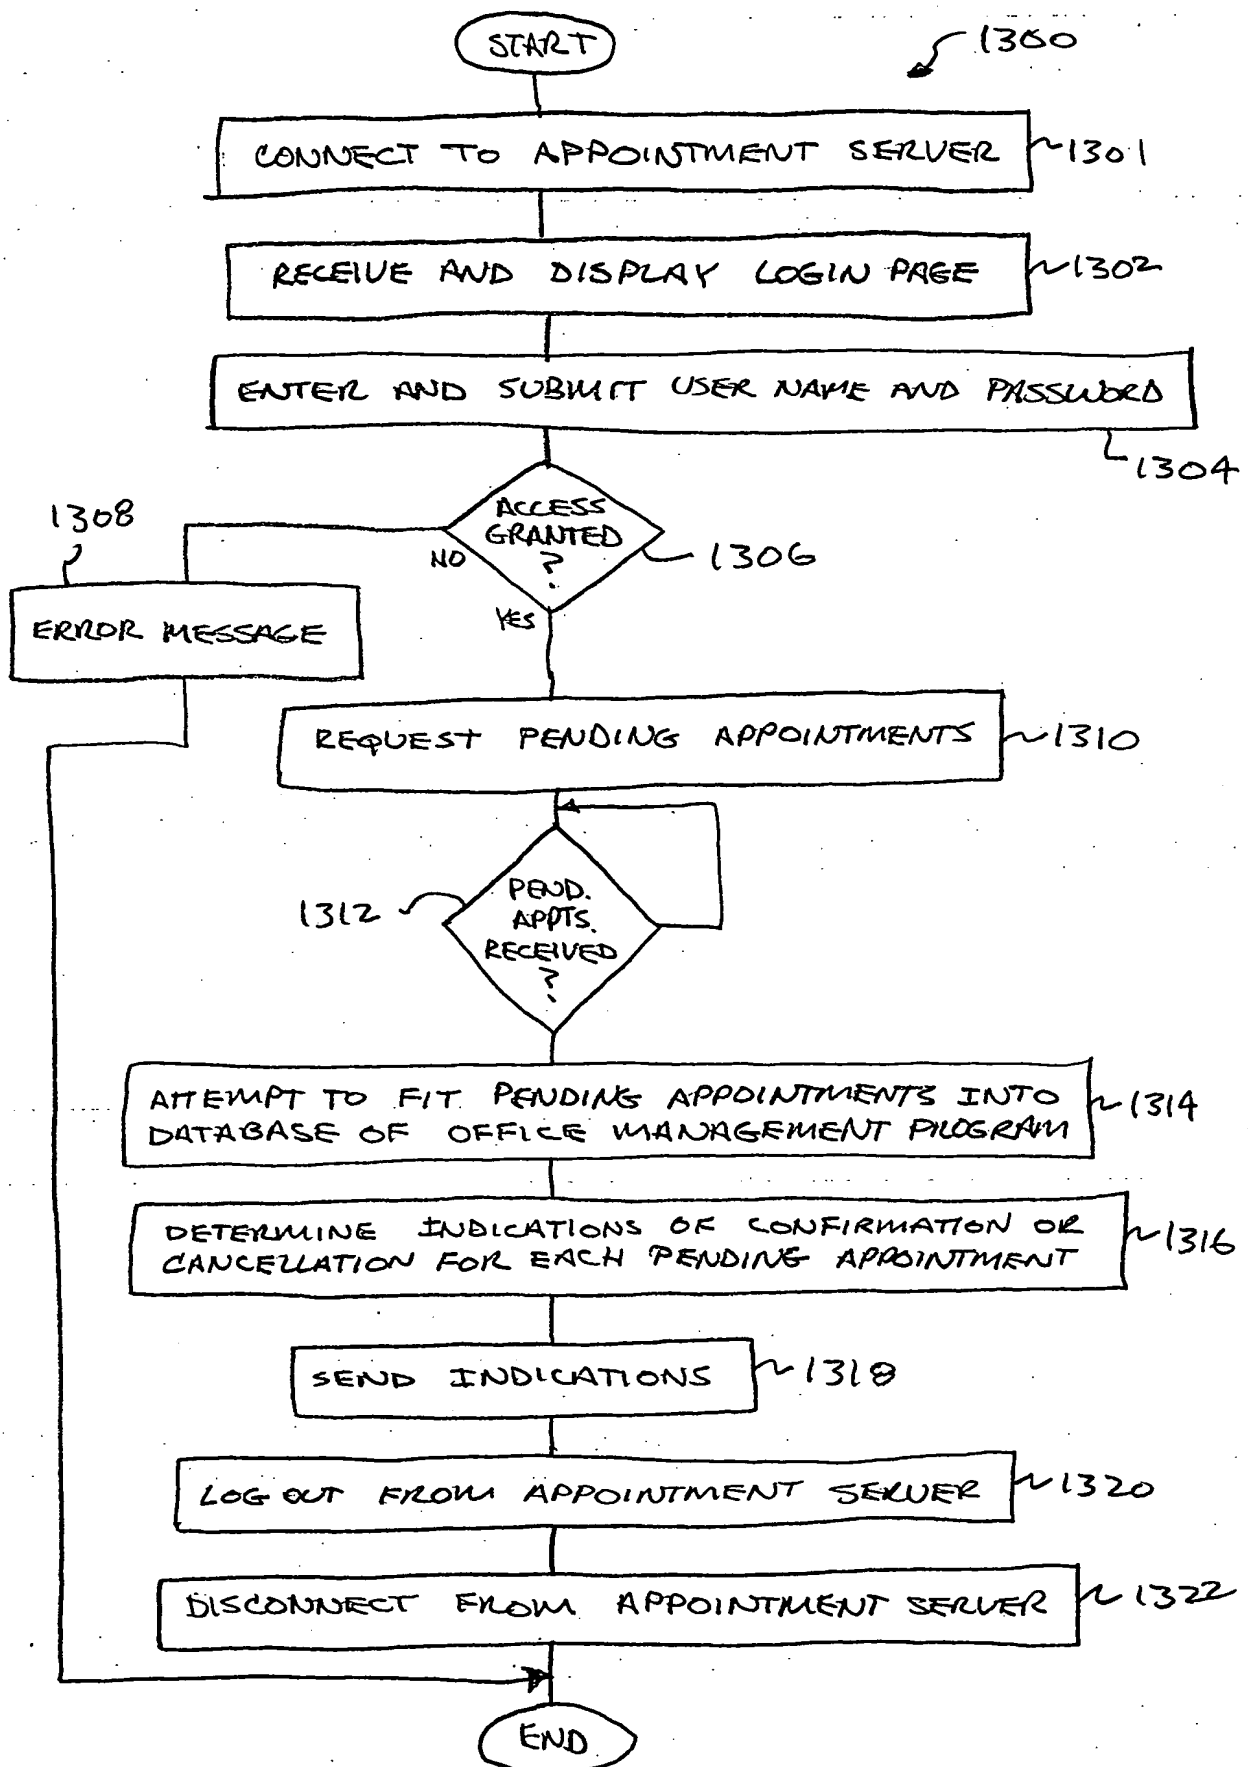 START
1300
CONNECT TO APPOINTMENT SERVER
1301
RECEIVE AND DISPLAY LOGIN PAGE
1302
ENTER AND SUBMIT USER NAME AND PASSWORD
1304
ACCESS
GRANTED
?
1306
NO
YES
1308
ERROR MESSAGE
REQUEST PENDING APPOINTMENTS
1310
PEND.
APPTS.
RECEIVED
?
1312
ATTEMPT TO FIT PENDING APPOINTMENTS INTO
DATABASE OF OFFICE MANAGEMENT PROGRAM
1314
DETERMINE INDICATIONS OF CONFIRMATION OR
CANCELLATION FOR EACH PENDING APPOINTMENT
1316
SEND INDICATIONS
1318
LOG OUT FROM APPOINTMENT SERVER
1320
DISCONNECT FROM APPOINTMENT SERVER
1322
END